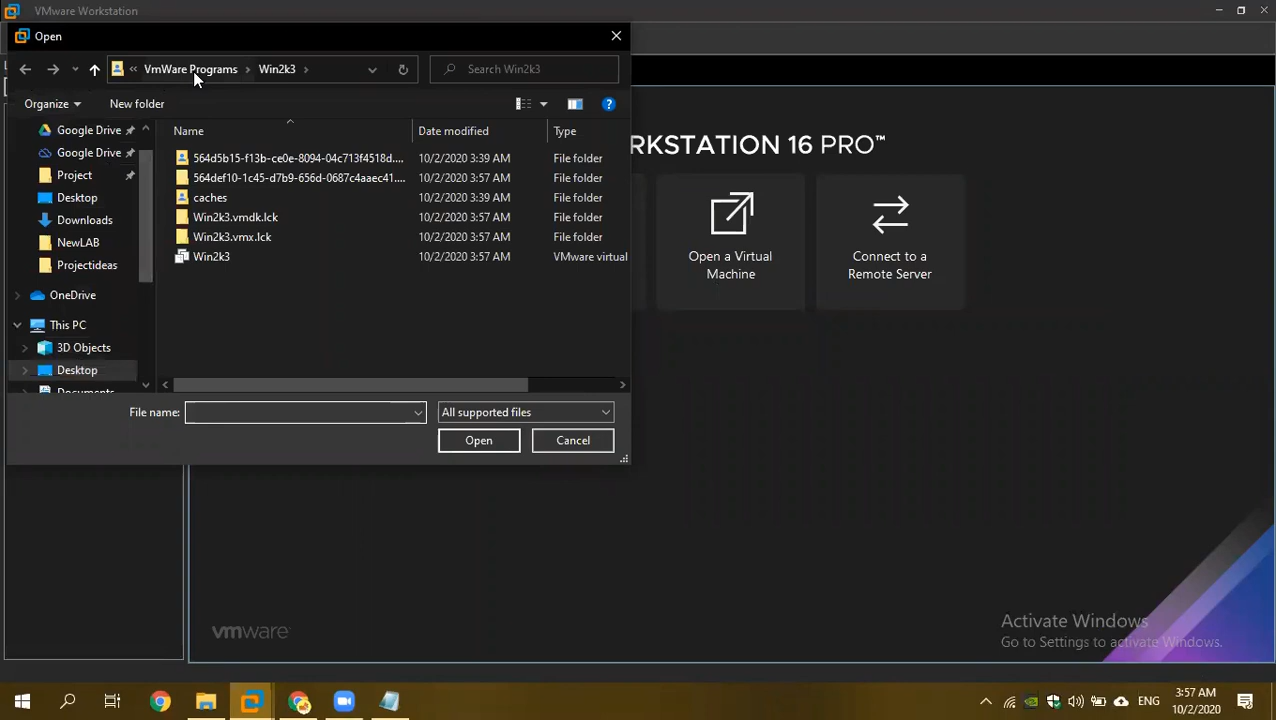 VMware Workstation
Open
« VmWare Programs > Win2k3 >
Search Win2k3
Organize
New folder
Google Drive
Google Drive
Project
Desktop
Downloads
NewLAB
Projectideas
OneDrive
This PC
3D Objects
Desktop
Documents
Name Date modified Type
564d5b15-f13b-ce0e-8094-04c713f4518d.... 10/2/2020 3:39 AM File folder
564def10-1c45-d7b9-656d-0687c4aaec41.... 10/2/2020 3:57 AM File folder
caches 10/2/2020 3:39 AM File folder
Win2k3.vmdk.lck 10/2/2020 3:57 AM File folder
Win2k3.vmx.lck 10/2/2020 3:57 AM File folder
Win2k3 10/2/2020 3:57 AM VMware virtual
File name:
All supported files
Open
Cancel
RKSTATION 16 PRO™
Open a Virtual
Machine
Connect to a
Remote Server
vmware
Activate Windows
Go to Settings to activate Windows.
ENG
3:57 AM
10/2/2020